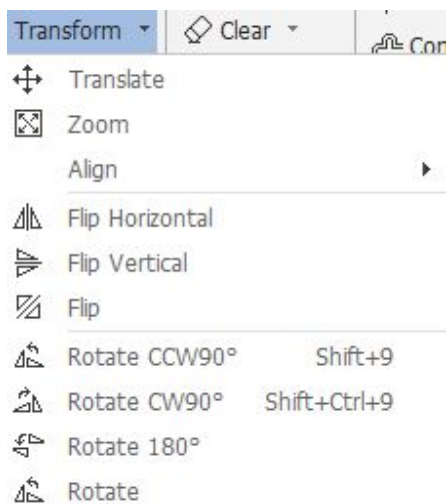 Transform Clear
Con
Translate
Zoom
Align
Flip Horizontal
Flip Vertical
Flip
Rotate CCW90° Shift+9
Rotate CW90° Shift+Ctrl+9
Rotate 180°
Rotate